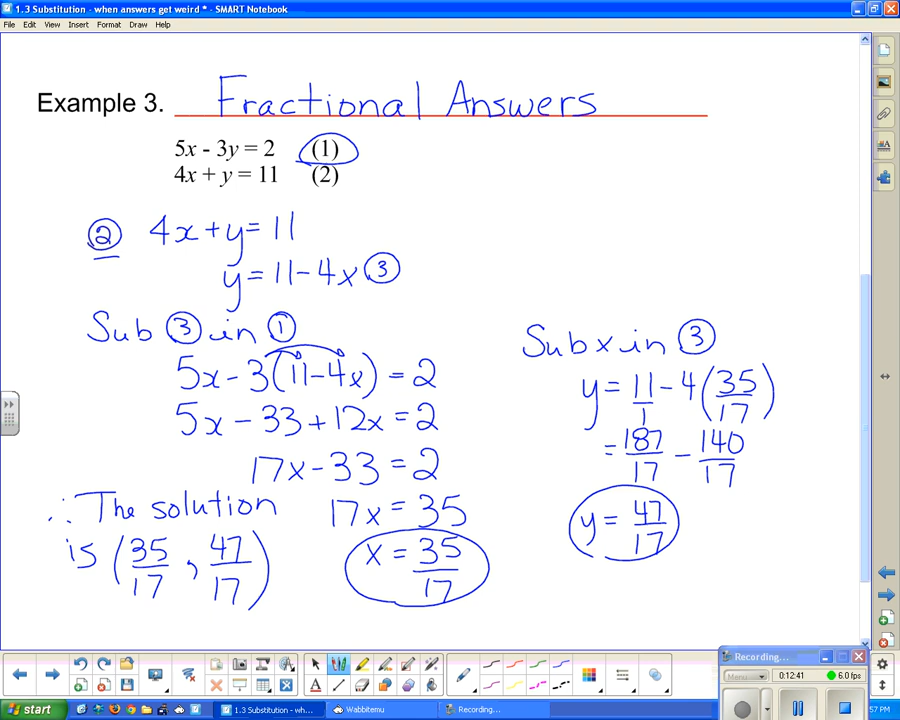 1.3 Substitution - when answers get weird * - SMART Notebook
File Edit View Insert Format Draw Help
Example 3. Fractional Answers
5x - 3y = 2 (1)
4x + y = 11 (2)
② 4x+y=11
y=11-4x ③
Sub ③ in ①
5x-3(11-4x)=2
5x-33+12x=2
17x-33=2
17x=35
x=35/17
Sub x in ③
y=11/1-4(35/17)
=187/17-140/17
y=47/17
∴ The solution
is (35/17, 47/17)
Recording...
Menu
0:12:41 6.0 fps
start 1.3 Substitution - whe... Wabbitemu Recording... 57 PM